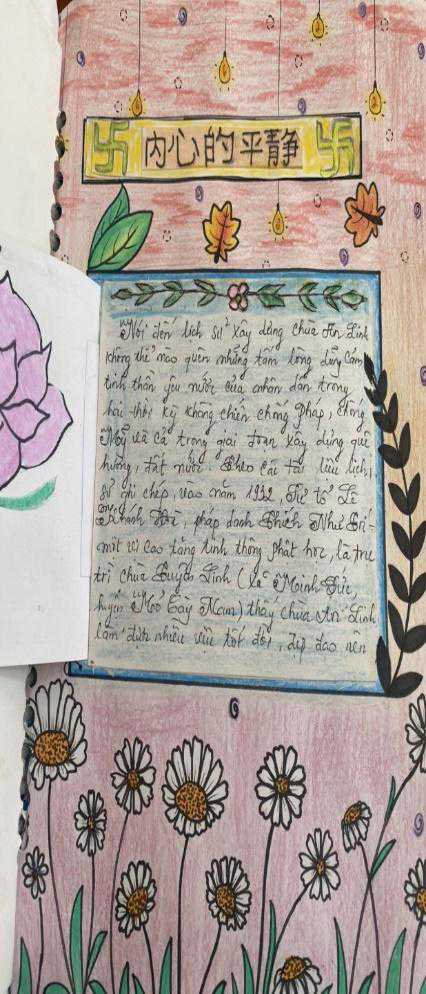 卐 内心的平静 卐
Nói đến lịch sử xây dựng chùa An Linh
không thể nào quên những tấm lòng dũng cảm
tinh thần yêu nước của nhân dân trong
hai thời kỳ kháng chiến chống Pháp, chống
Mỹ và cả trong giai đoạn xây dựng quê
hương, đất nước. Theo các tài liệu lịch
sử ghi chép, vào năm 1932, Sư tổ Lê
Khánh Hòa, pháp danh Thích Như Trí -
một vị cao tăng tinh thông phật học, là trụ
trì chùa Tuyên Linh (xã Minh Đức,
huyện Mỏ Cày Nam) thấy chùa An Linh
làm được nhiều việc tốt đời, đẹp đạo nên